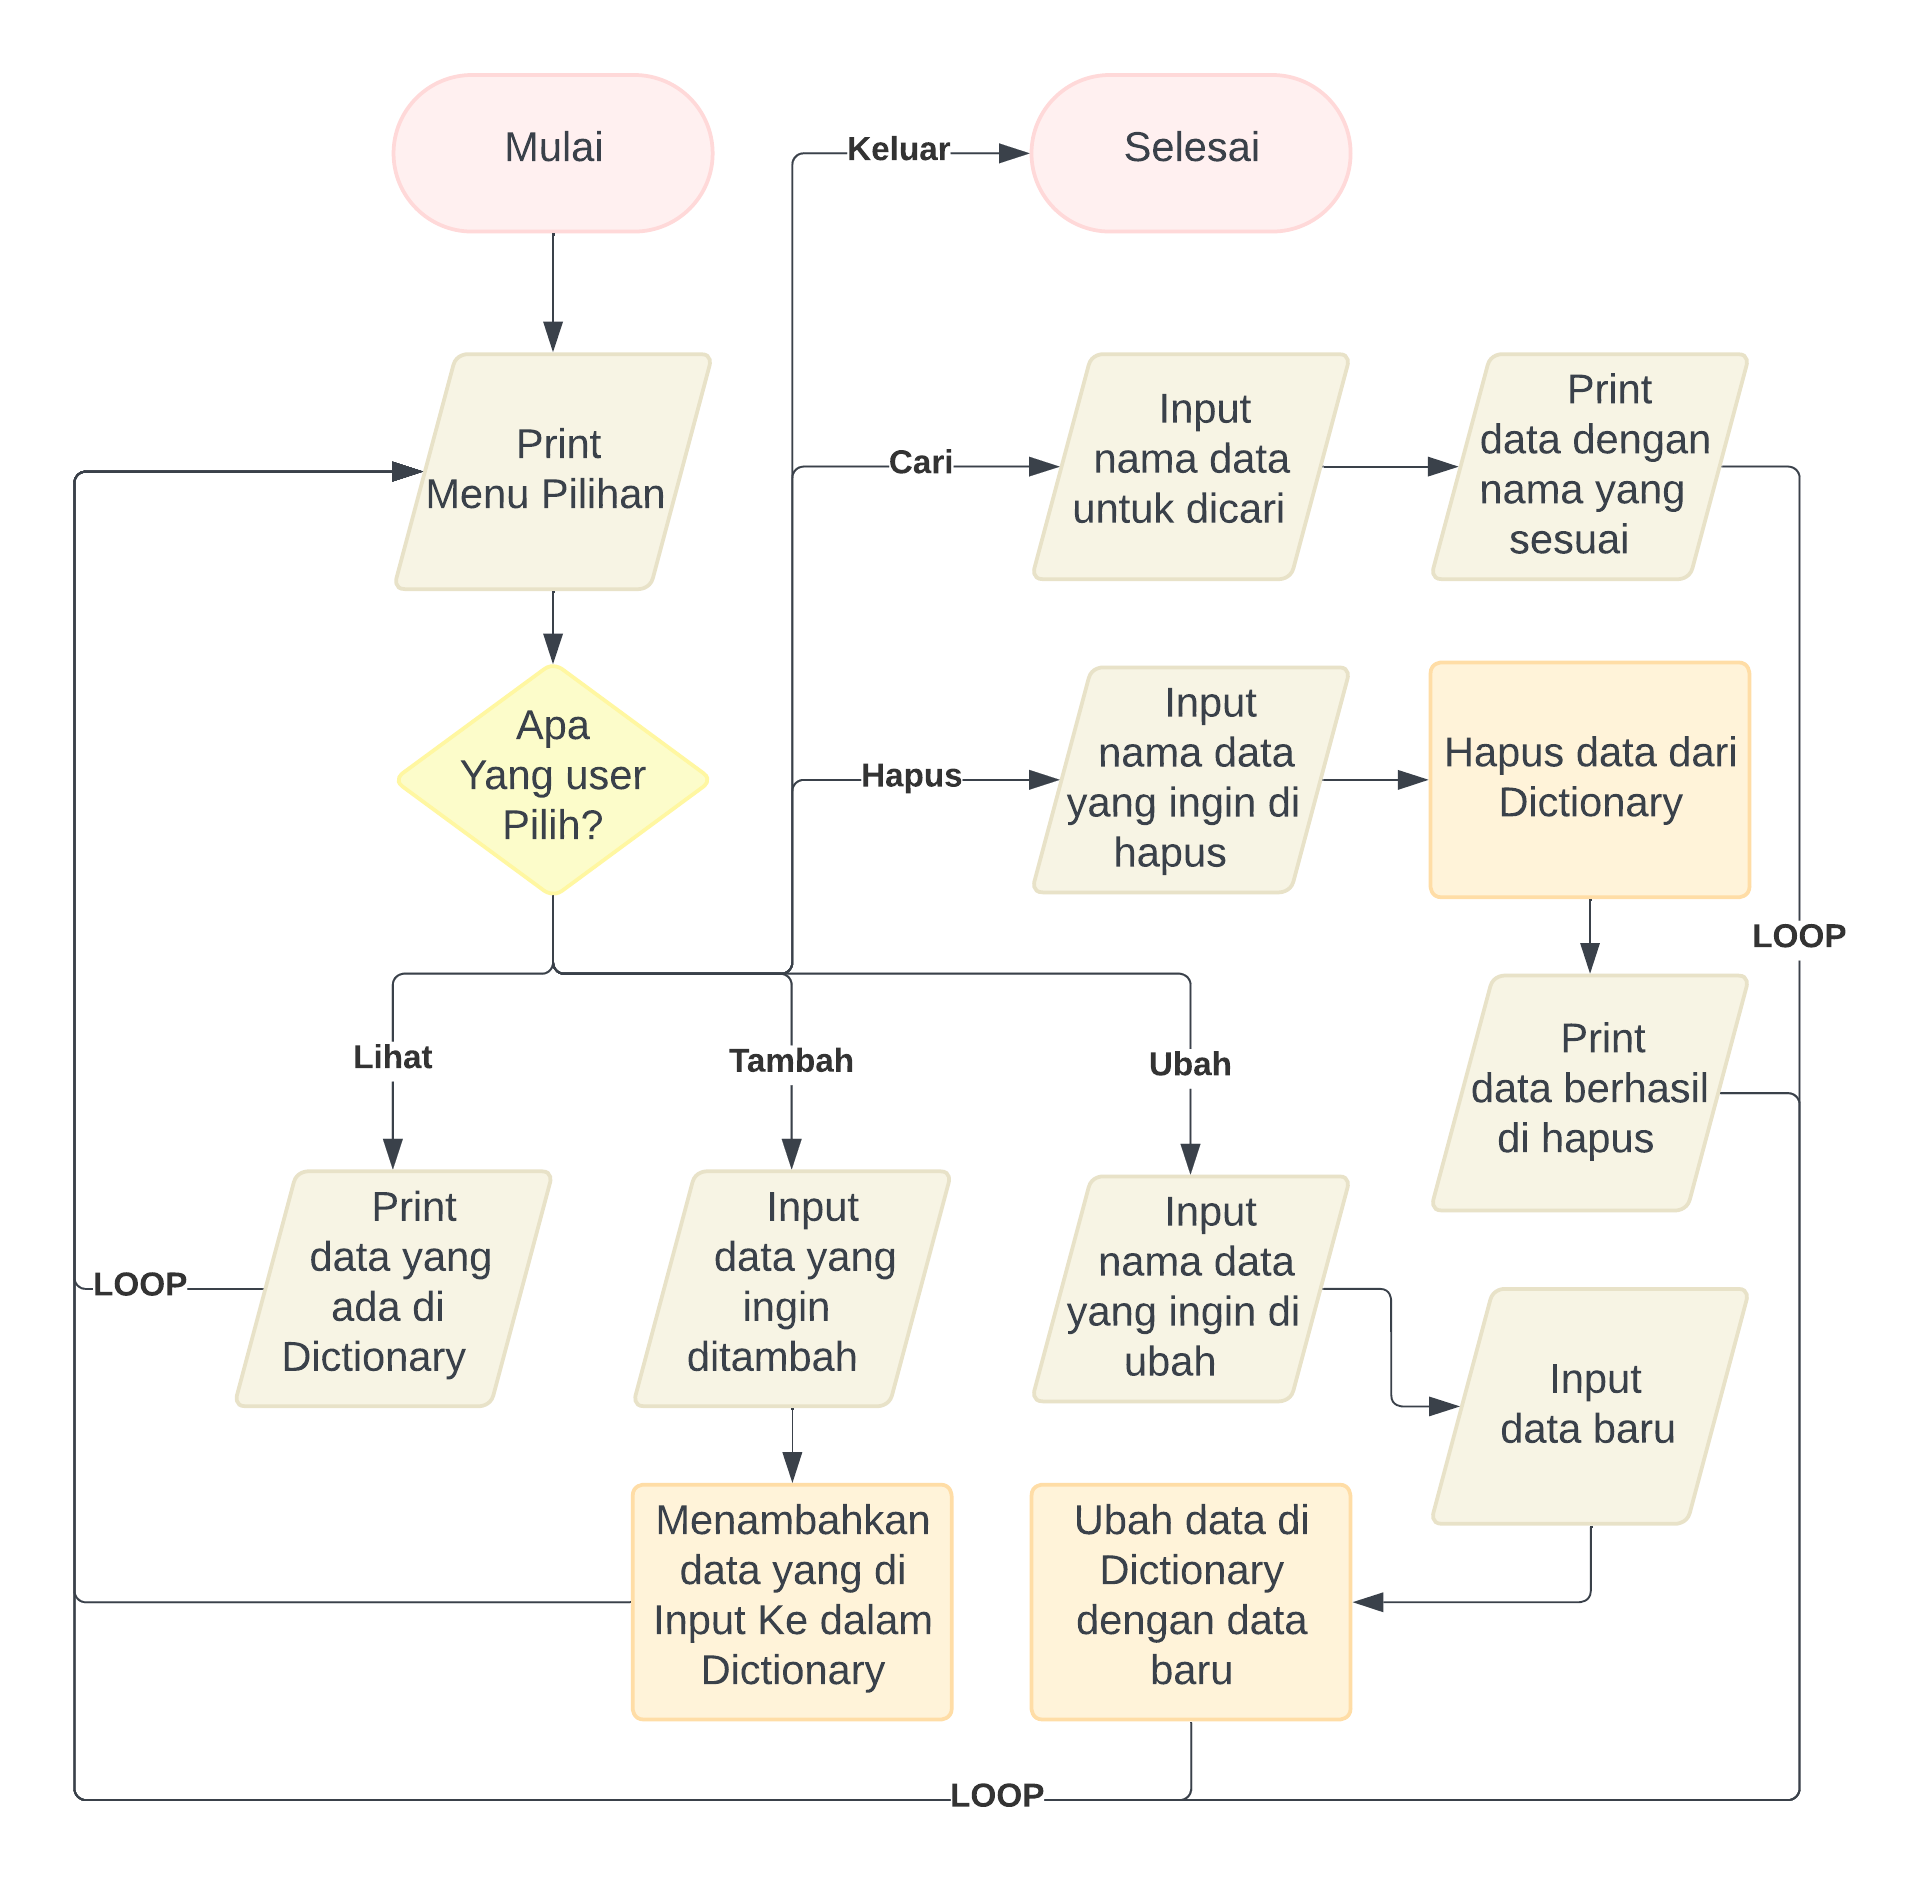 Mulai
Keluar
Selesai
Print
Menu Pilihan
Cari
Input
nama data
untuk dicari
Print
data dengan
nama yang
sesuai
Apa
Yang user
Pilih?
Hapus
Input
nama data
yang ingin di
hapus
Hapus data dari
Dictionary
LOOP
Print
data berhasil
di hapus
Lihat
Tambah
Ubah
Print
data yang
ada di
Dictionary
LOOP
Input
data yang
ingin
ditambah
Input
nama data
yang ingin di
ubah
Input
data baru
Menambahkan
data yang di
Input Ke dalam
Dictionary
Ubah data di
Dictionary
dengan data
baru
LOOP